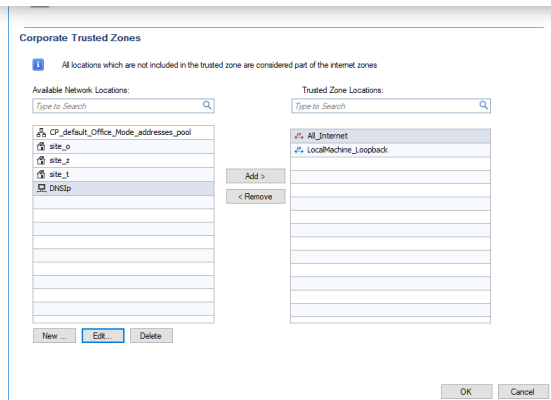 Corporate Trusted Zones
i All locations which are not included in the trusted zone are considered part of the internet zones
Available Network Locations:
Trusted Zone Locations:
Type to Search
Type to Search
CP_default_Office_Mode_addresses_pool
site_o
site_z
site_t
DNSIp
Add >
< Remove
All_Internet
LocalMachine_Loopback
New ...
Edit...
Delete
OK
Cancel